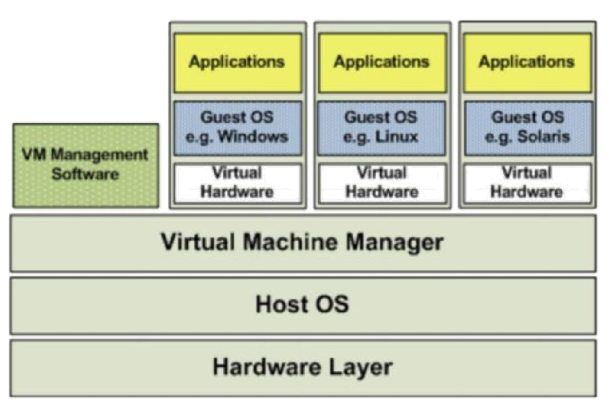 Applications
Applications
Applications
Guest OS
e.g. Windows
Guest OS
e.g. Linux
Guest OS
e.g. Solaris
VM Management
Software
Virtual
Hardware
Virtual
Hardware
Virtual
Hardware
Virtual Machine Manager
Host OS
Hardware Layer